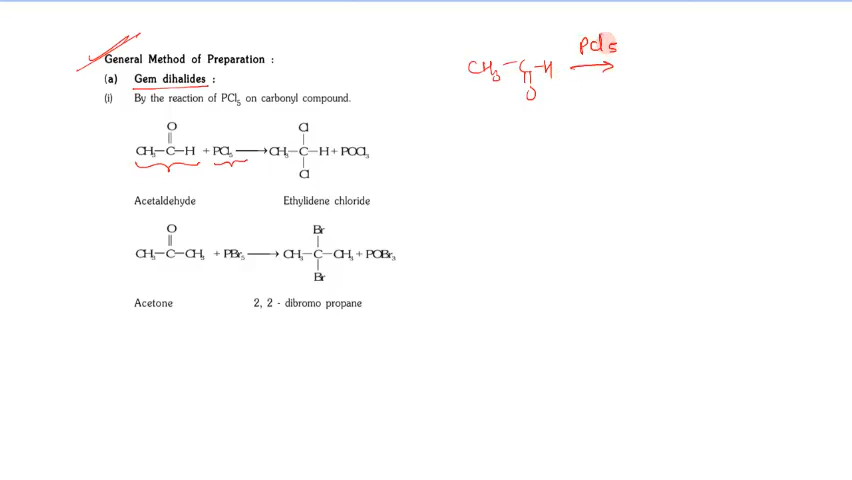 General Method of Preparation :
(a) Gem dihalides :
(i) By the reaction of PCl5 on carbonyl compound.
O
||
CH3—C—H + PCl5 ⟶ CH3—C—H + POCl3
Cl
|
|
Cl
Acetaldehyde Ethylidene chloride
O
||
CH3—C—CH3 + PBr5 ⟶ CH3—C—CH3 + POBr3
Br
|
|
Br
Acetone 2, 2 - dibromo propane
PCl5
CH3—C—H ⟶
||
O